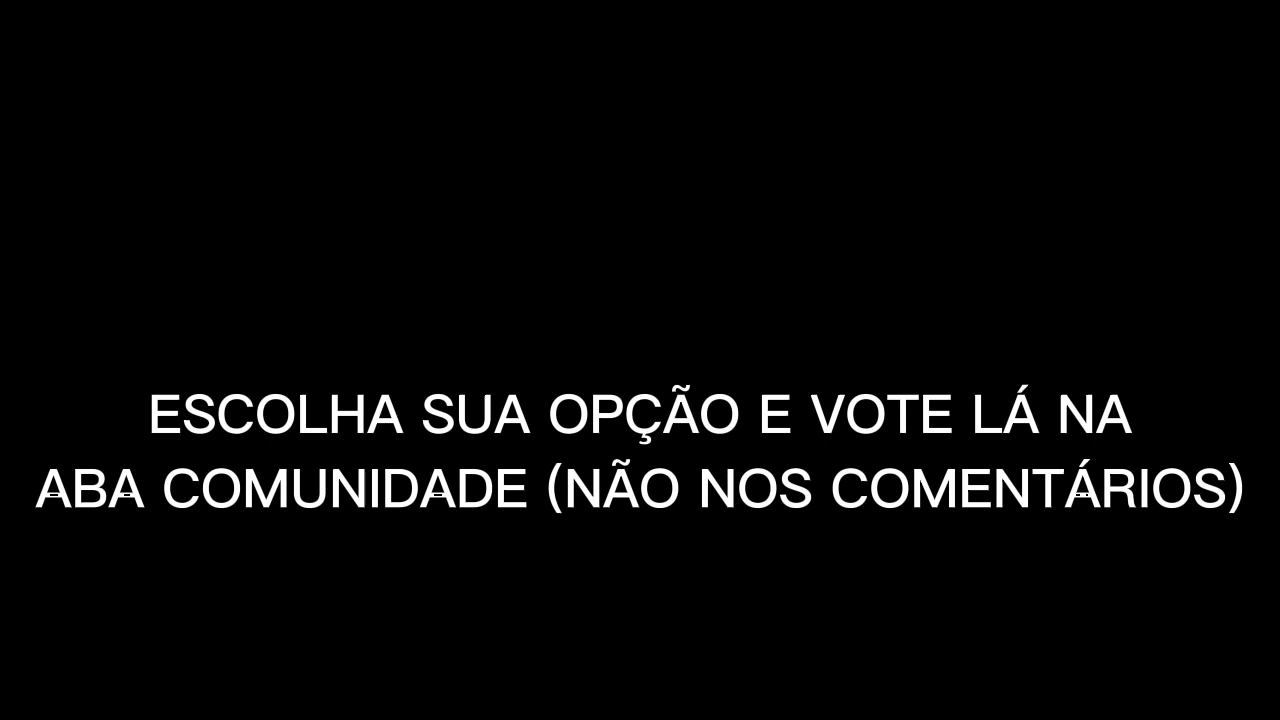 ESCOLHA SUA OPÇÃO E VOTE LÁ NA
ABA COMUNIDADE (NÃO NOS COMENTÁRIOS)